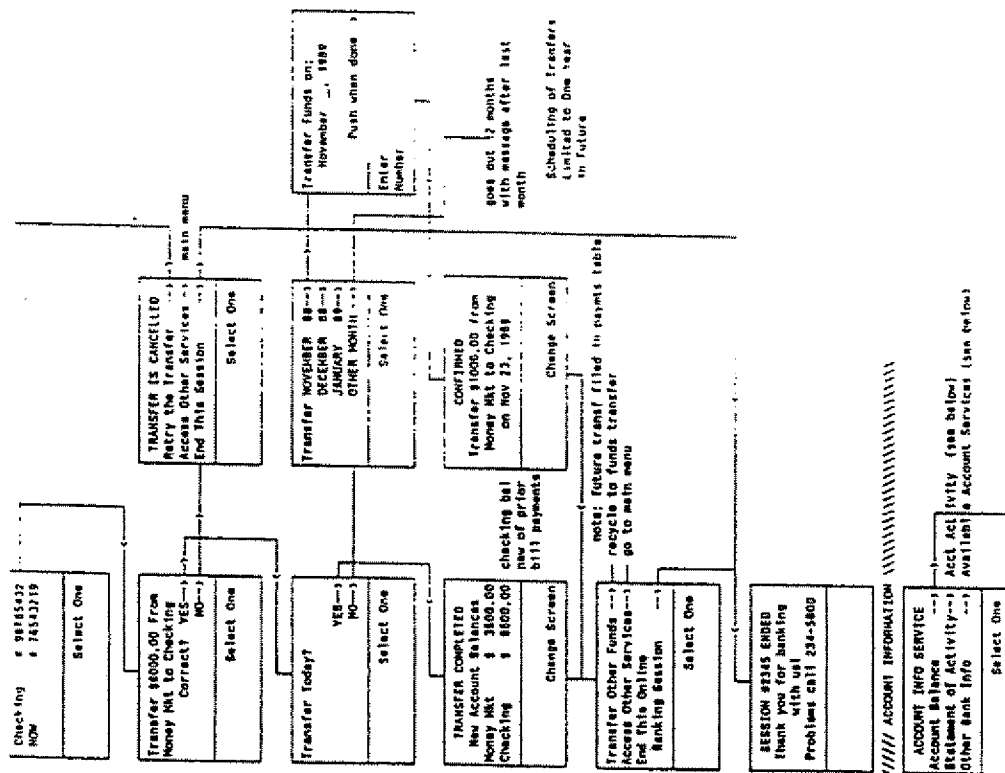 Checking # 98765432
NOW # 76543219
Select One
Transfer $6000.00 From
Money Mkt to Checking
Correct? YES--->
NO--->
Select One
TRANSFER IS CANCELLED
Retry the Transfer --->
Access Other Services -->
End This Session --->
main menu
Select One
Transfer Today?
YES--->
NO--->
Select One
Transfer NOVEMBER 88--->
DECEMBER 88--->
JANUARY 89--->
OTHER MONTH -->
Select One
Transfer Funds on:
November __, 1988
Push when done >
Enter
Number
goes out 12 months
with message after last
month
Scheduling of Transfers
Limited to One Year
in Future
TRANSFER COMPLETED
New Account Balances
Money Mkt $ 3600.00
Checking $ 8600.00
Change Screen
checking bal
new of prior
bill payments
CONFIRMED
Transfer $1000.00 from
Money Mkt to Checking
on Nov 23, 1988
Change Screen
note: future transf filed in paymts table
Transfer Other Funds --->
Access Other Services--->
End This Online
Banking Session --->
recycle to funds transfer
go to main menu
Select One
SESSION #2345 ENDED
Thank you for banking
with us!
Problems call 234-5800
///// ACCOUNT INFORMATION \\\\\\\\\\\\\\\\
ACCOUNT INFO SERVICE
Account Balance --->
Statement of Activity--> Acct Activity (see below)
Other Bank Info ---> Available Account Services (see below)
Select One